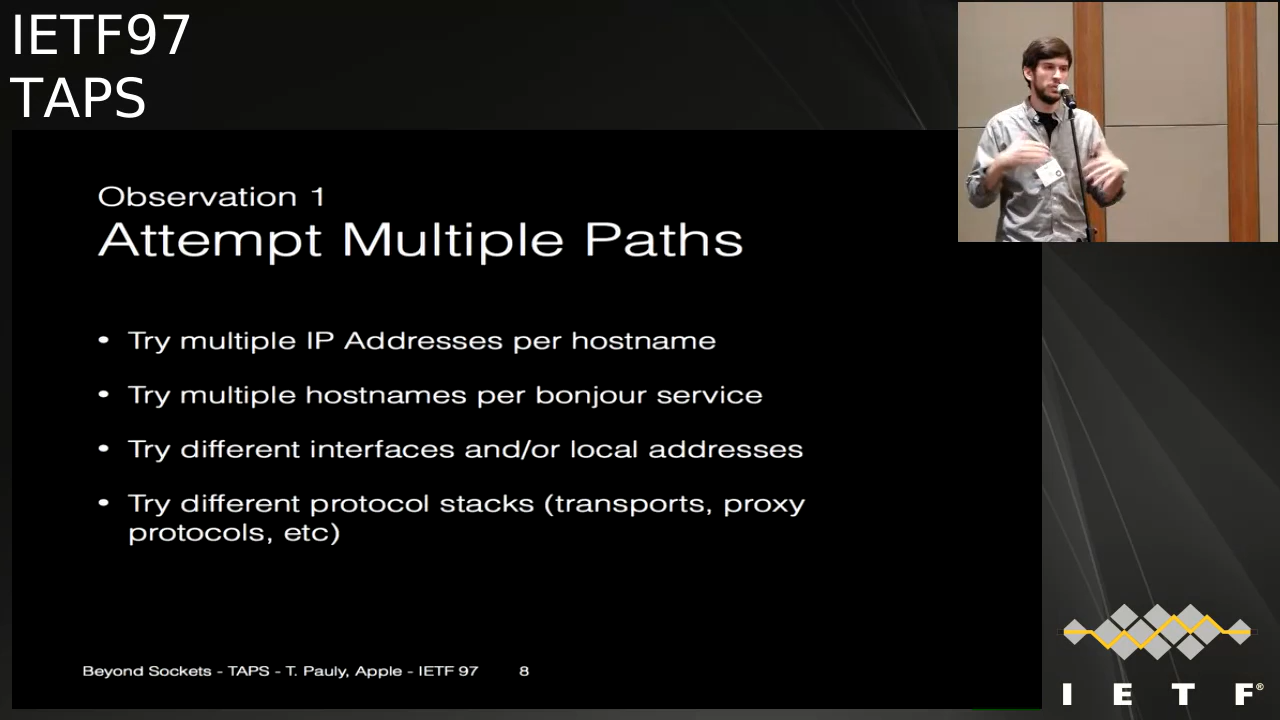 IETF97
TAPS
Observation 1
Attempt Multiple Paths
• Try multiple IP Addresses per hostname
• Try multiple hostnames per bonjour service
• Try different interfaces and/or local addresses
• Try different protocol stacks (transports, proxy
protocols, etc)
Beyond Sockets - TAPS - T. Pauly, Apple - IETF 97 8
I E T F®